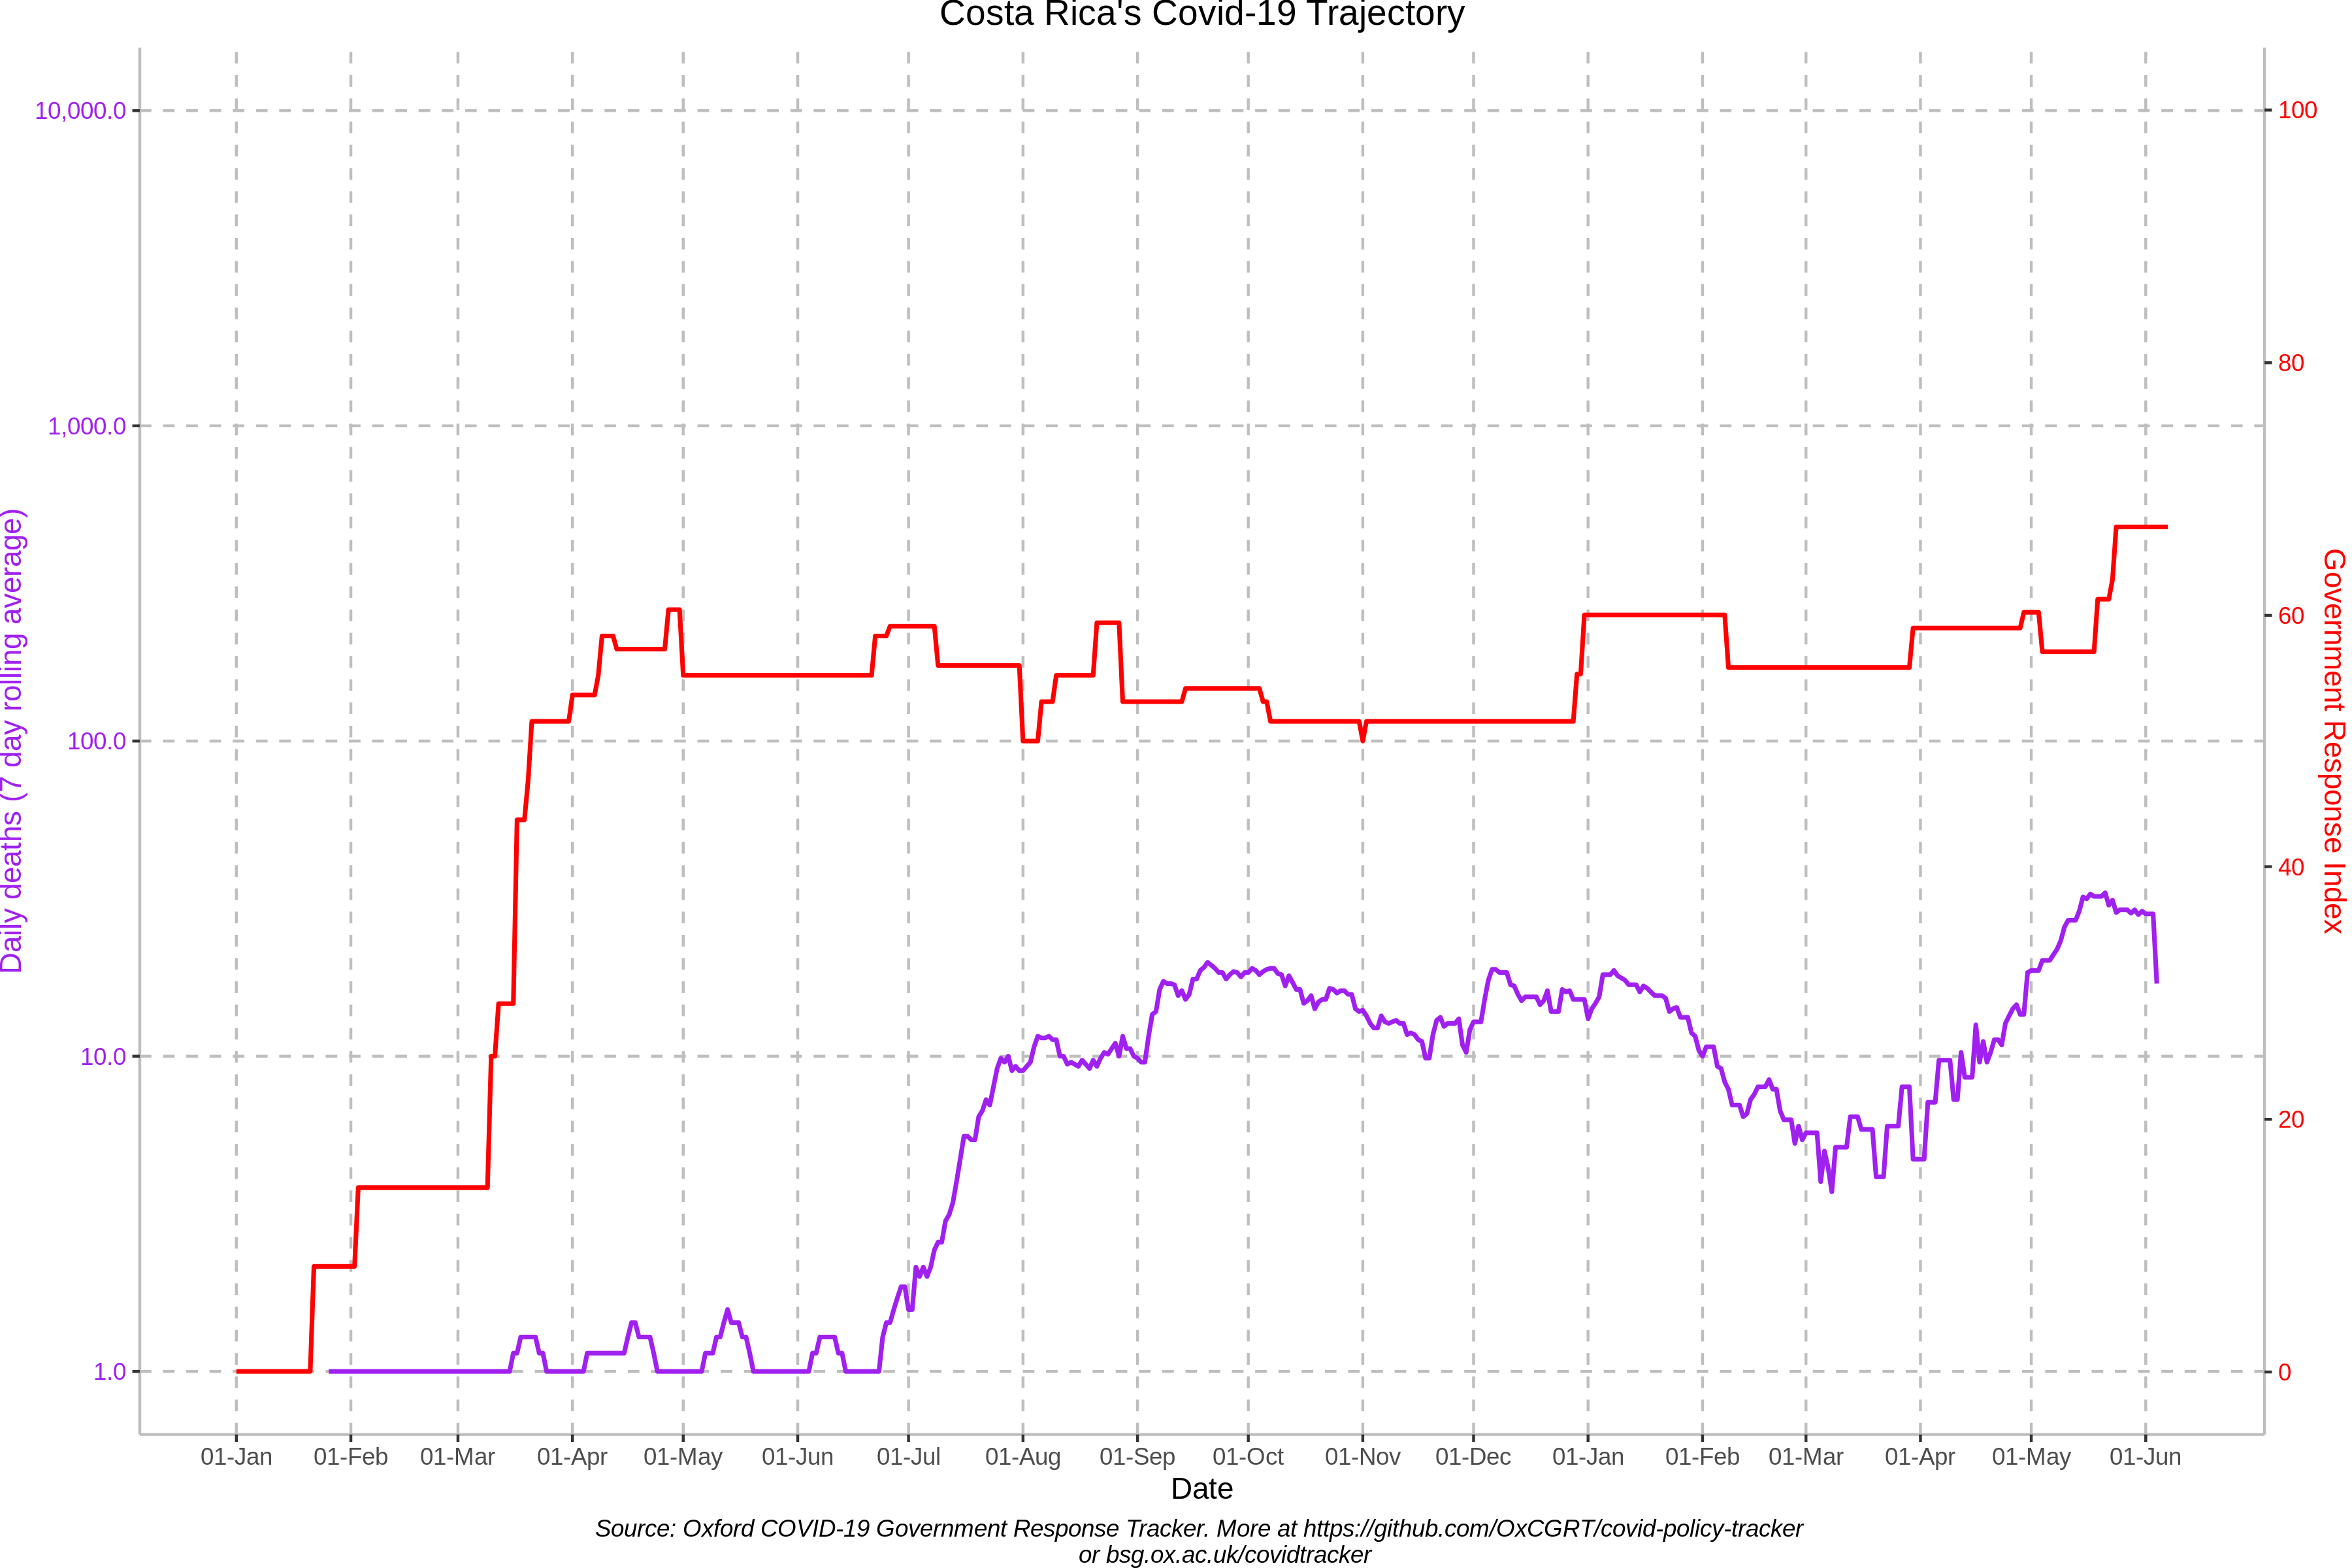 Costa Rica's Covid-19 Trajectory
Daily deaths (7 day rolling average)
10,000.0
1,000.0
100.0
10.0
1.0
100
80
60
40
20
0
Government Response Index
01-Jan 01-Feb 01-Mar 01-Apr 01-May 01-Jun 01-Jul 01-Aug 01-Sep 01-Oct 01-Nov 01-Dec 01-Jan 01-Feb 01-Mar 01-Apr 01-May 01-Jun
Date
Source: Oxford COVID-19 Government Response Tracker. More at https://github.com/OxCGRT/covid-policy-tracker
or bsg.ox.ac.uk/covidtracker